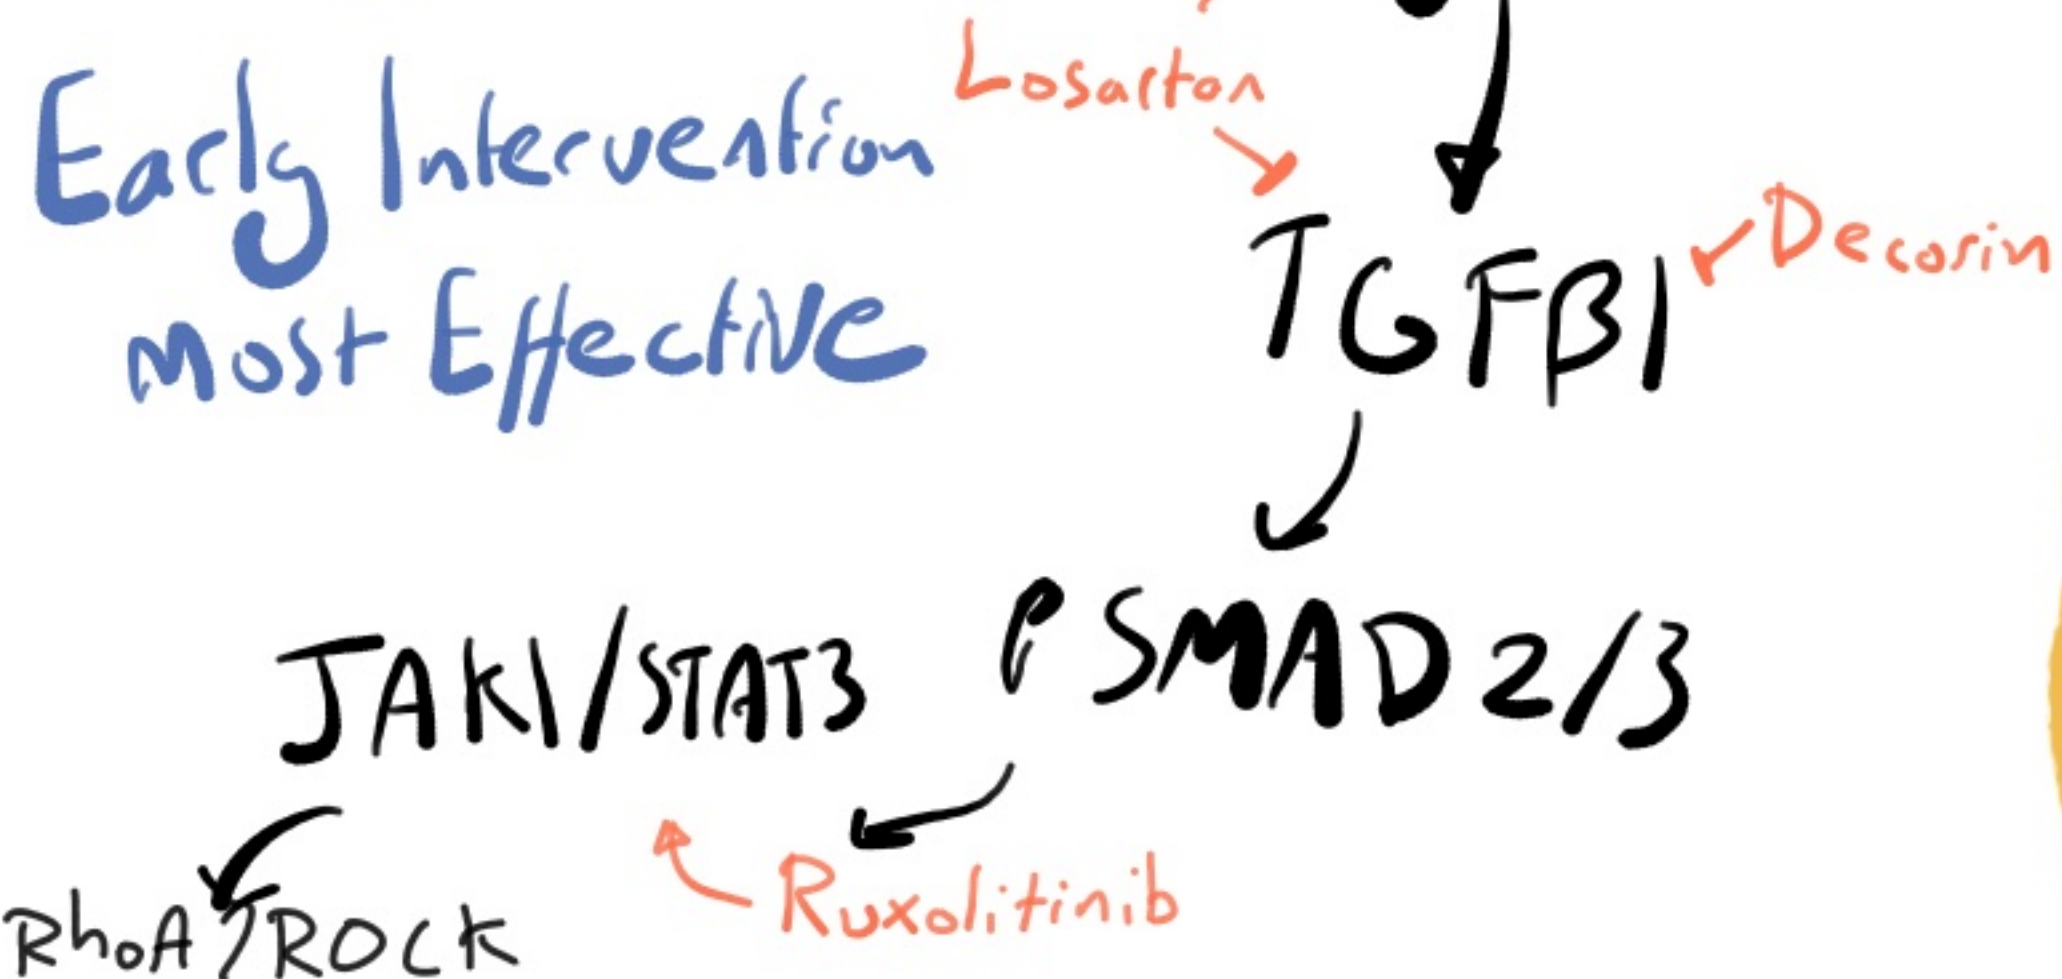 Losarton
Early Intervention
most Effective
TGFβ1
Decorin
JAK1/STAT3
PSMAD2/3
Ruxolitinib
RhoA/ROCK